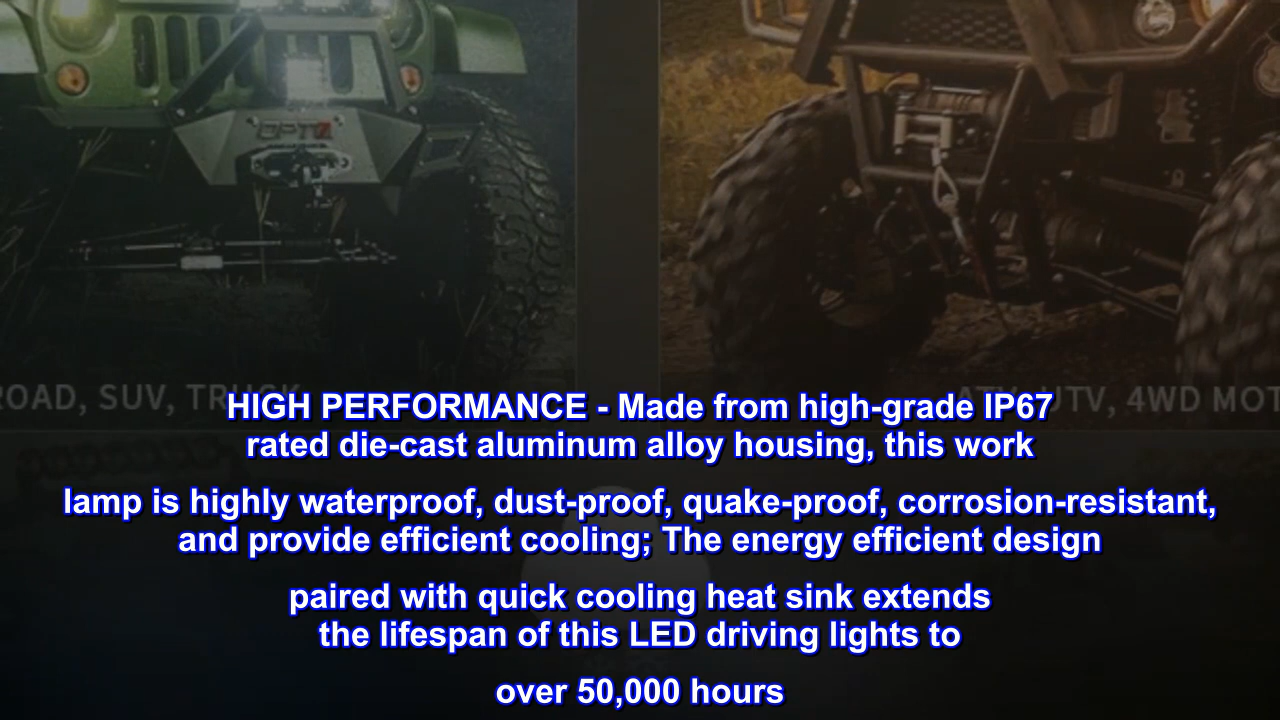 OPT7
ROAD, SUV, TRUCK
ATV, UTV, 4WD MOT
HIGH PERFORMANCE - Made from high-grade IP67
rated die-cast aluminum alloy housing, this work
lamp is highly waterproof, dust-proof, quake-proof, corrosion-resistant,
and provide efficient cooling; The energy efficient design
paired with quick cooling heat sink extends
the lifespan of this LED driving lights to
over 50,000 hours